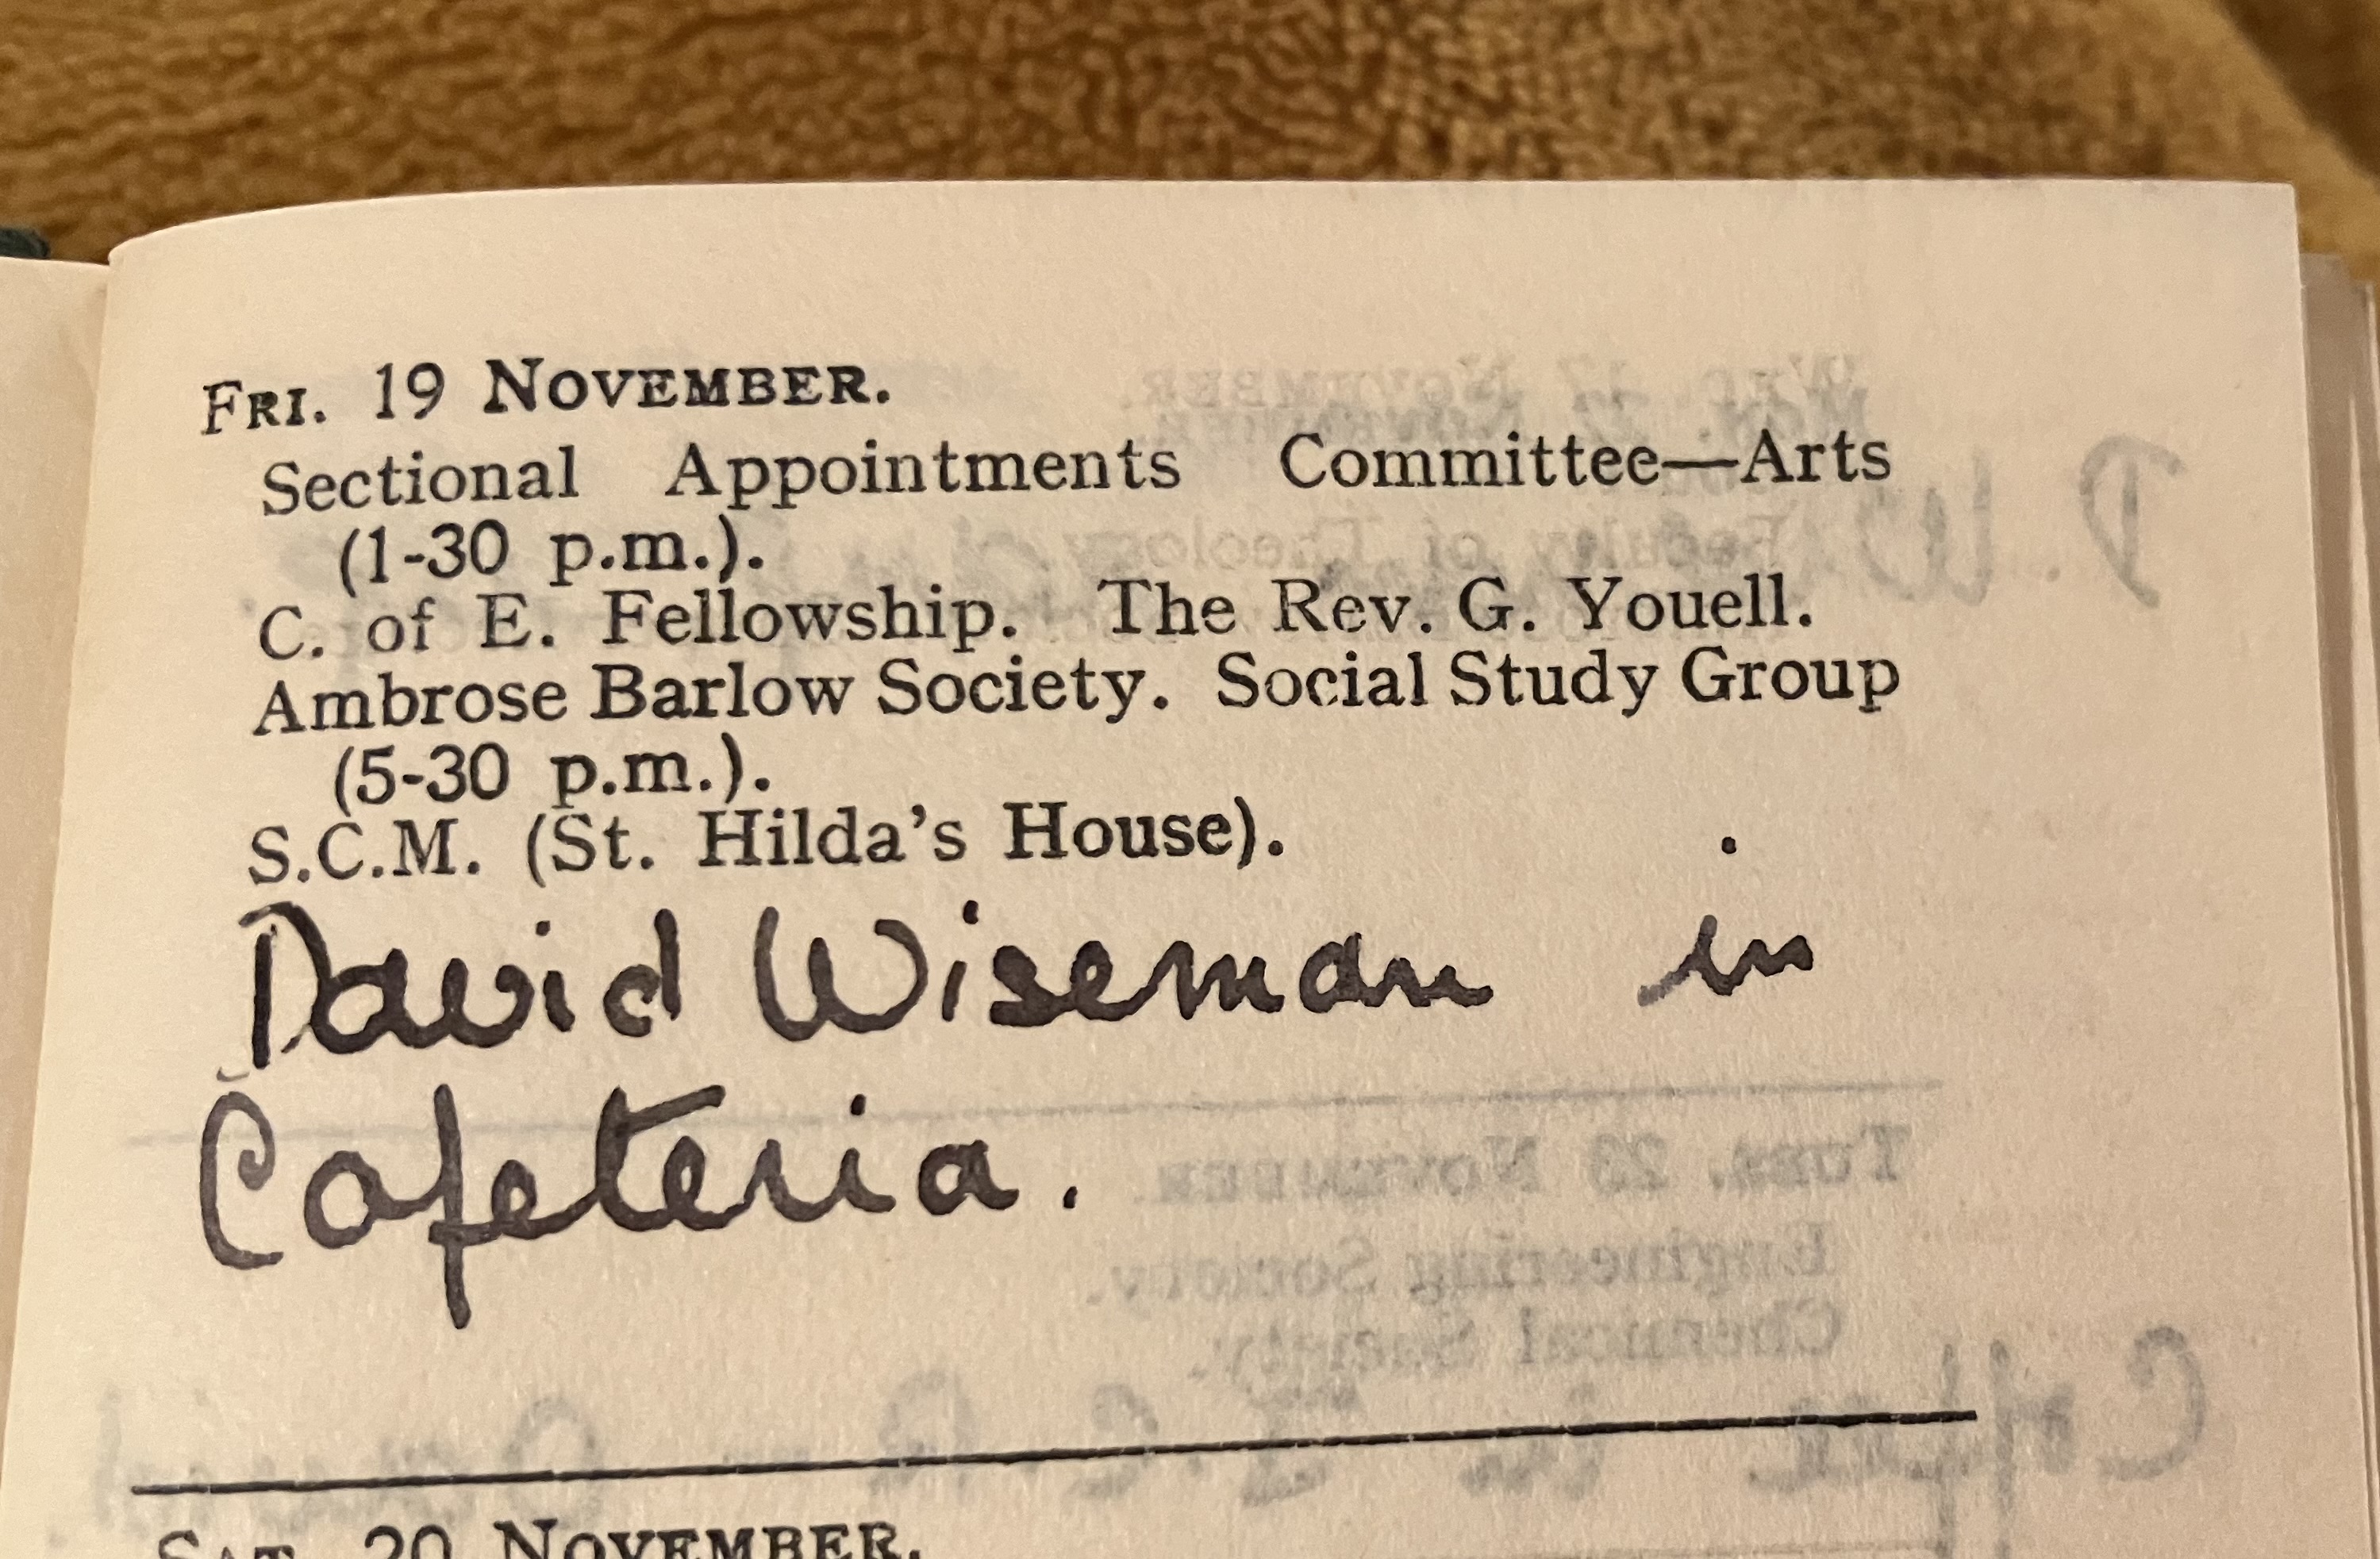 FRI. 19 NOVEMBER.
Sectional Appointments Committee—Arts
(1-30 p.m.).
C. of E. Fellowship. The Rev. G. Youell.
Ambrose Barlow Society. Social Study Group
(5-30 p.m.).
S.C.M. (St. Hilda's House).
David Wiseman in
Cafeteria.
SAT. 20 NOVEMBER.